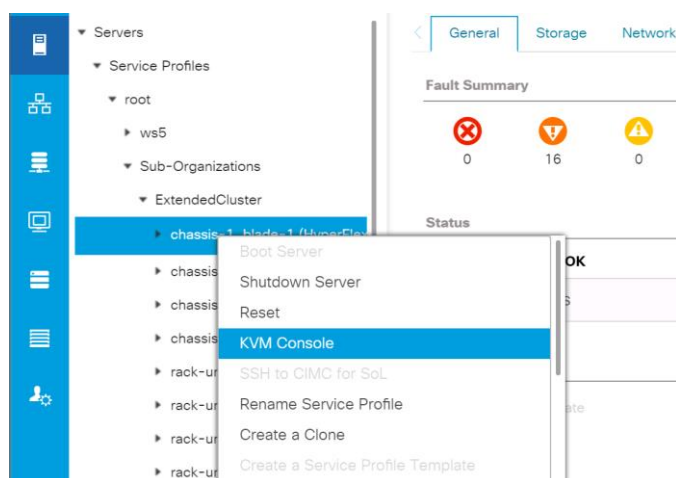 Servers
Service Profiles
root
ws5
Sub-Organizations
ExtendedCluster
chassis-1_blade-1 (HyperFlex
chassis
chassis
chassis
rack-ur
rack-ur
rack-ur
rack-ur
Boot Server
Shutdown Server
Reset
KVM Console
SSH to CIMC for SoL
Rename Service Profile
Create a Clone
Create a Service Profile Template
General Storage Network
Fault Summary
0 16 0
Status
OK